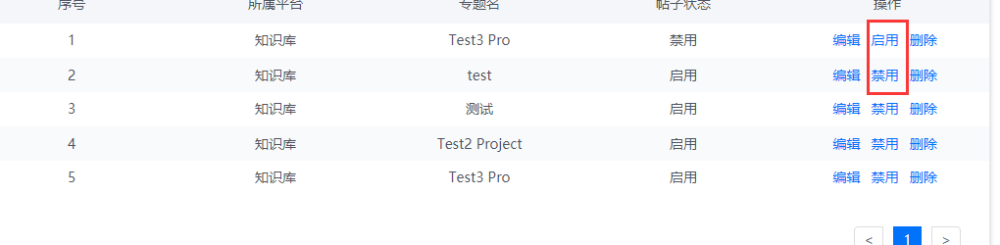 序号 所属平台 专题名 帖子状态 操作
1 知识库 Test3 Pro 禁用 编辑 启用 删除
2 知识库 test 启用 编辑 禁用 删除
3 知识库 测试 启用 编辑 禁用 删除
4 知识库 Test2 Project 启用 编辑 禁用 删除
5 知识库 Test3 Pro 启用 编辑 禁用 删除
< 1 >